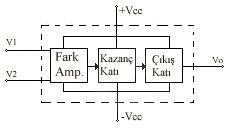 +Vcc
V1
V2
Fark
Amp.
Kazanç
Katı
Çıkış
Katı
Vo
-Vcc